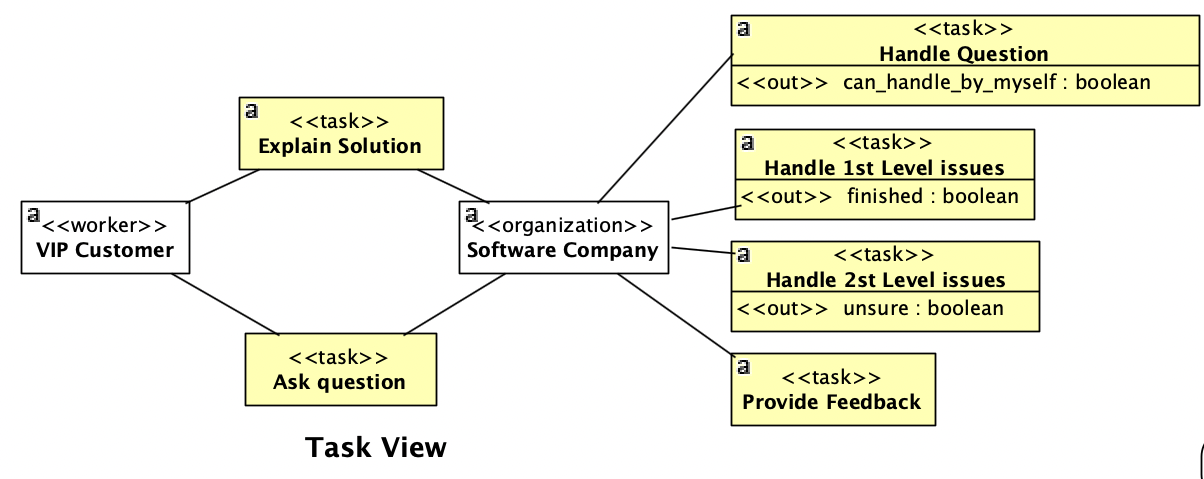 a
<<task>>
Handle Question
<<out>> can_handle_by_myself : boolean
a
<<task>>
Explain Solution
a
<<task>>
Handle 1st Level issues
<<out>> finished : boolean
a
<<worker>>
VIP Customer
a
<<organization>>
Software Company
a
<<task>>
Handle 2st Level issues
<<out>> unsure : boolean
<<task>>
Ask question
a
<<task>>
Provide Feedback
Task View